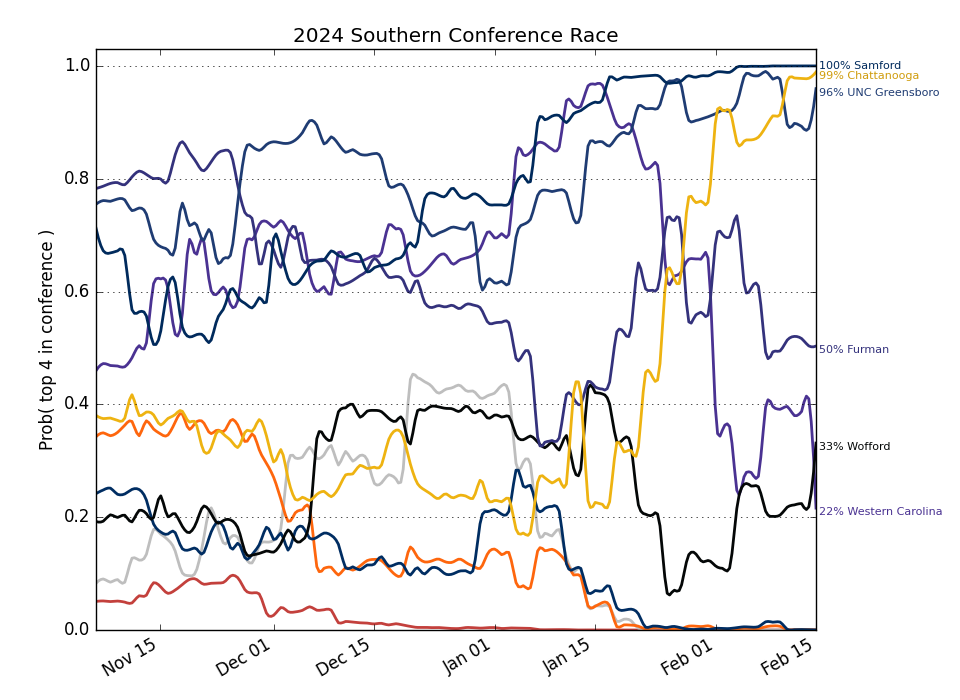 2024 Southern Conference Race
Prob( top 4 in conference )
1.0
0.8
0.6
0.4
0.2
0.0
100% Samford
99% Chattanooga
96% UNC Greensboro
50% Furman
33% Wofford
22% Western Carolina
Nov 15
Dec 01
Dec 15
Jan 01
Jan 15
Feb 01
Feb 15